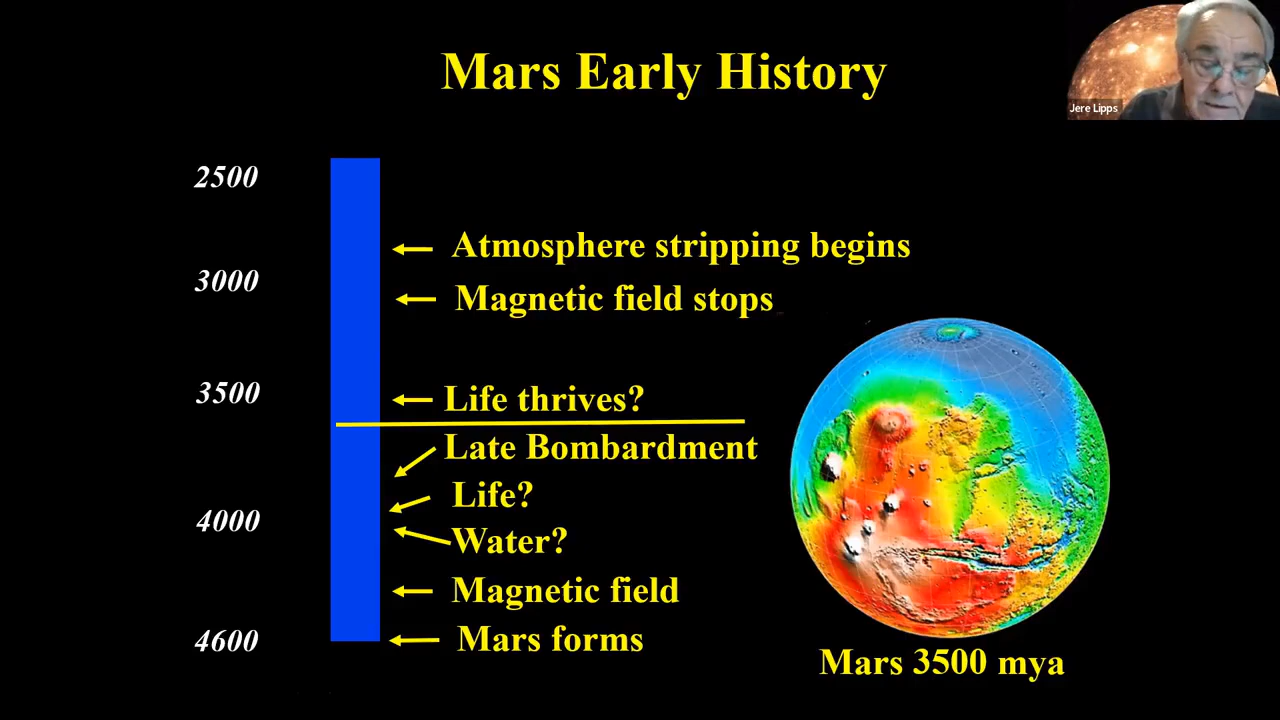 Mars Early History
Jere Lipps
2500
Atmosphere stripping begins
3000
Magnetic field stops
3500
Life thrives?
Late Bombardment
Life?
4000
Water?
Magnetic field
4600
Mars forms
Mars 3500 mya